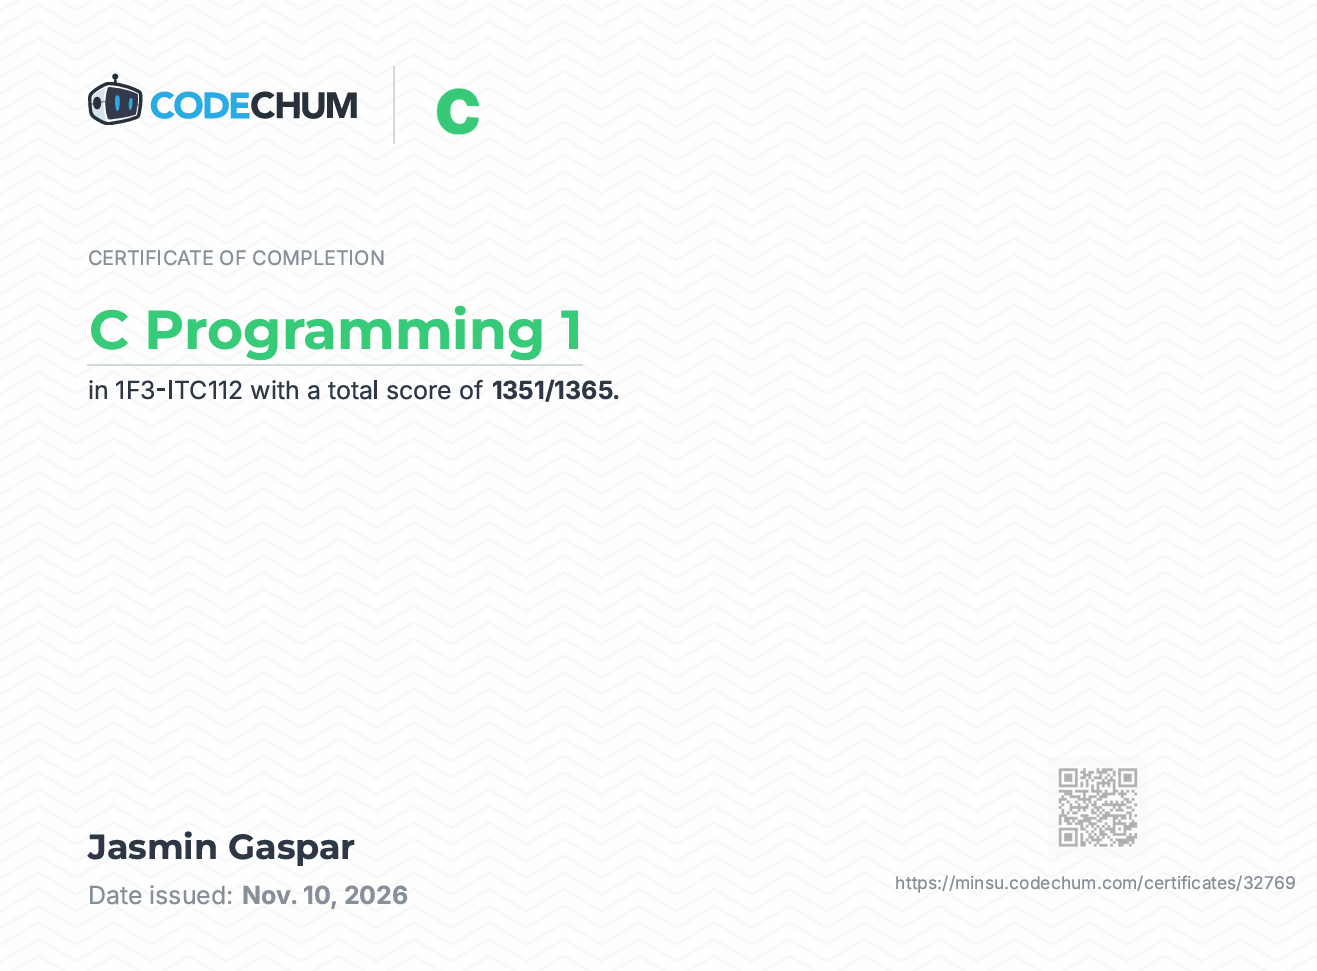 CODECHUM
C
CERTIFICATE OF COMPLETION
C Programming 1
in 1F3-ITC112 with a total score of 1351/1365.
Jasmin Gaspar
Date issued: Nov. 10, 2026
https://minsu.codechum.com/certificates/32769